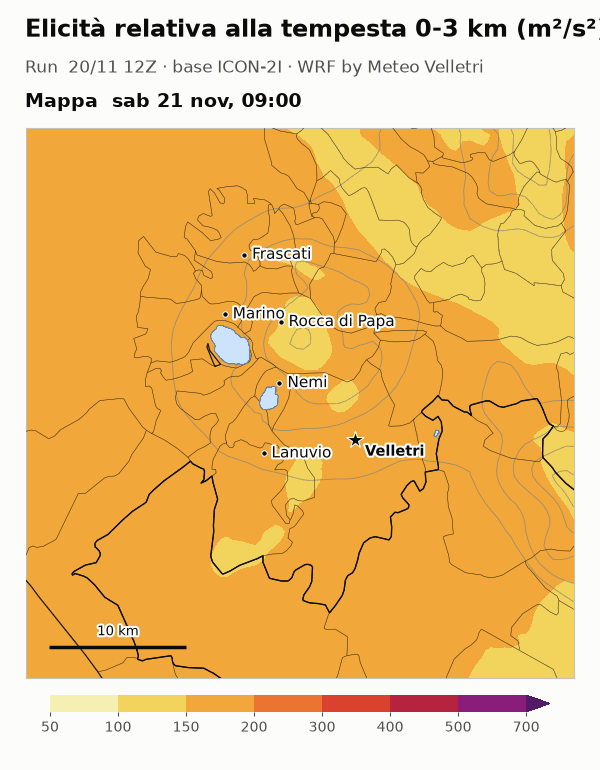 Elicità relativa alla tempesta 0-3 km (m²/s²)
Run 20/11 12Z · base ICON-2I · WRF by Meteo Velletri
Mappa sab 21 nov, 09:00
Frascati
Marino
Rocca di Papa
Nemi
Velletri
Lanuvio
10 km
50 100 150 200 300 400 500 700